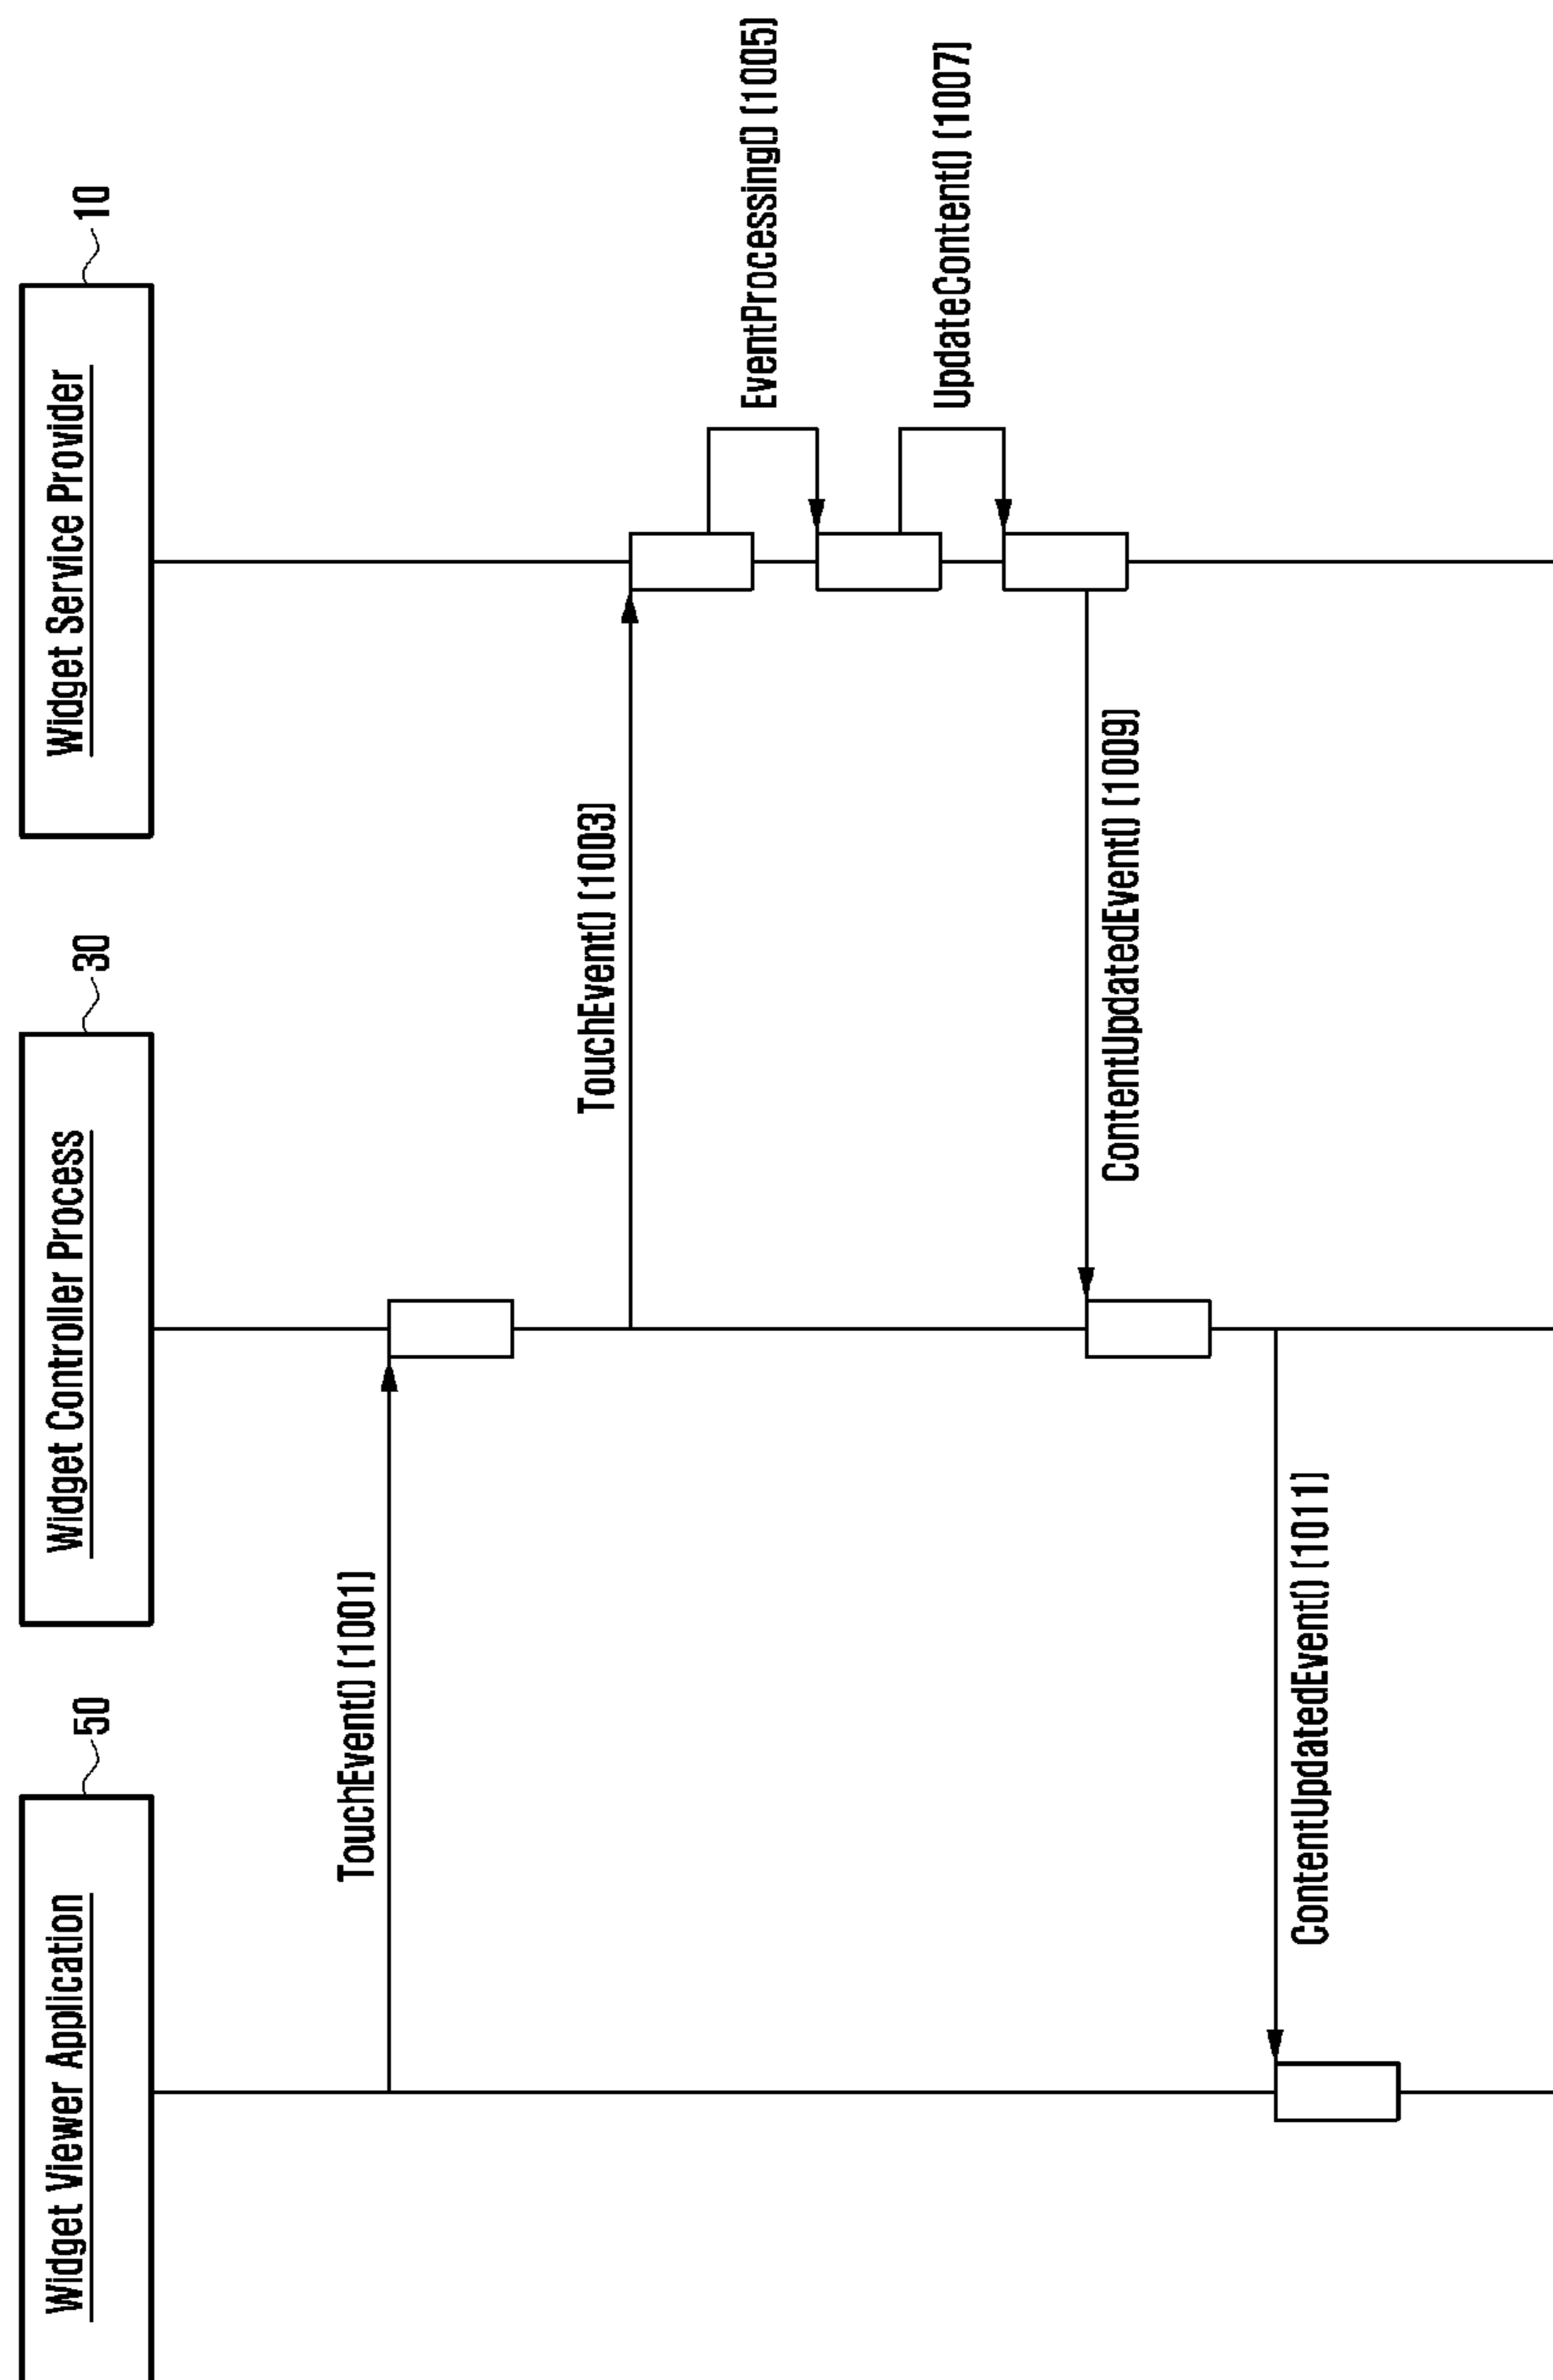 Widget Viewer Application
50
Widget Controller Process
30
Widget Service Provider
10
TouchEvent() (1001)
TouchEvent() (1003)
EventProcessing() (1005)
UpdateContent() (1007)
ContentUpdatedEvent() (1009)
ContentUpdatedEvent() (1011)